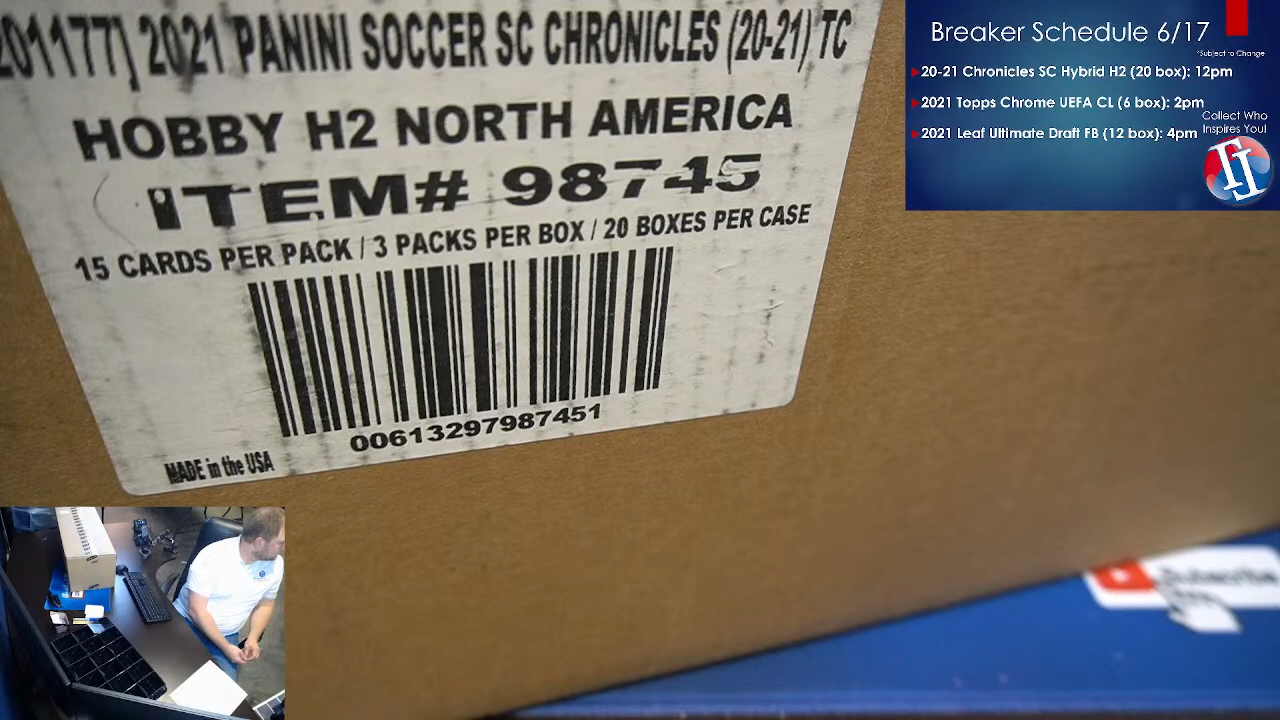 201177] 2021 PANINI SOCCER SC CHRONICLES (20-21) TC
HOBBY H2 NORTH AMERICA
ITEM# 98745
15 CARDS PER PACK / 3 PACKS PER BOX / 20 BOXES PER CASE
00613297987451
MADE in the USA
Breaker Schedule 6/17
*Subject to Change
20-21 Chronicles SC Hybrid H2 (20 box): 12pm
2021 Topps Chrome UEFA CL (6 box): 2pm
2021 Leaf Ultimate Draft FB (12 box): 4pm
Collect Who
Inspires You!
Subscribe